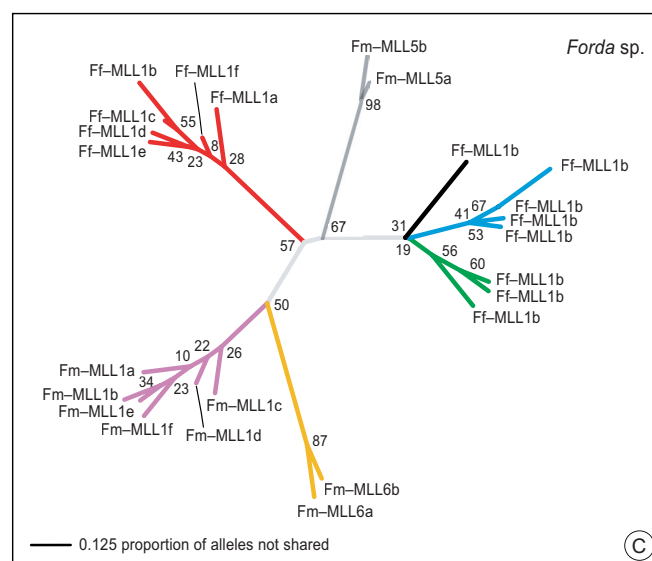 Fm–MLL5b
Forda sp.
Ff–MLL1b
Ff–MLL1f
Fm–MLL5a
Ff–MLL1a
98
Ff–MLL1c
55
Ff–MLL1d
8
Ff–MLL1e
43
23
28
Ff–MLL1b
Ff–MLL1b
67
Ff–MLL1b
41
Ff–MLL1b
31
67
53
Ff–MLL1b
57
19
56
60
Ff–MLL1b
Ff–MLL1b
Ff–MLL1b
50
22
26
10
Fm–MLL1a
34
Fm–MLL1b
23
Fm–MLL1c
Fm–MLL1e
Fm–MLL1f
Fm–MLL1d
87
Fm–MLL6b
Fm–MLL6a
0.125 proportion of alleles not shared
C